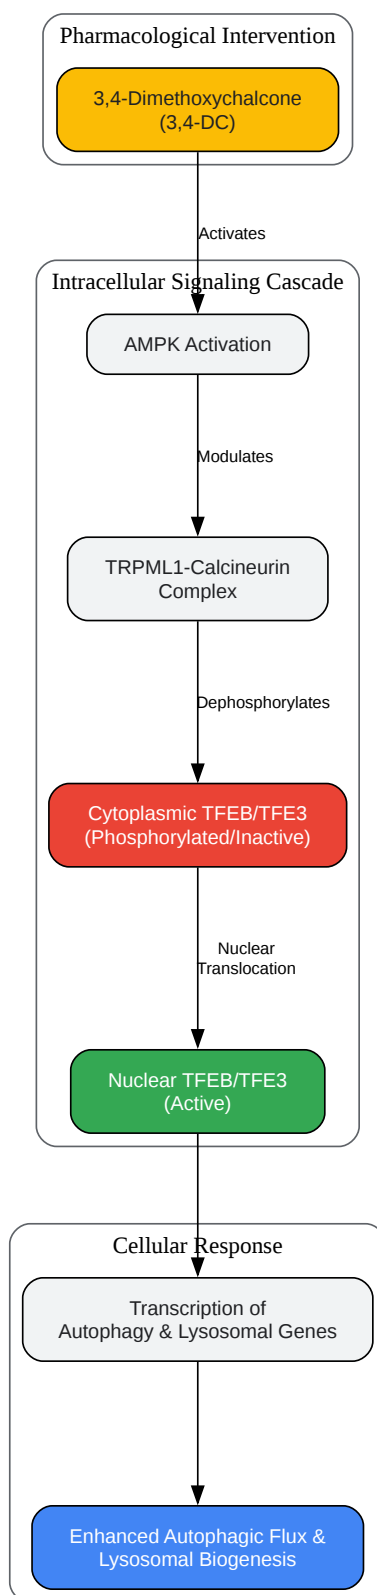 Pharmacological Intervention
3,4-Dimethoxychalcone
(3,4-DC)
Activates
Intracellular Signaling Cascade
AMPK Activation
Modulates
TRPML1-Calcineurin
Complex
Dephosphorylates
Cytoplasmic TFEB/TFE3
(Phosphorylated/Inactive)
Nuclear
Translocation
Nuclear TFEB/TFE3
(Active)
Cellular Response
Transcription of
Autophagy & Lysosomal Genes
Enhanced Autophagic Flux &
Lysosomal Biogenesis